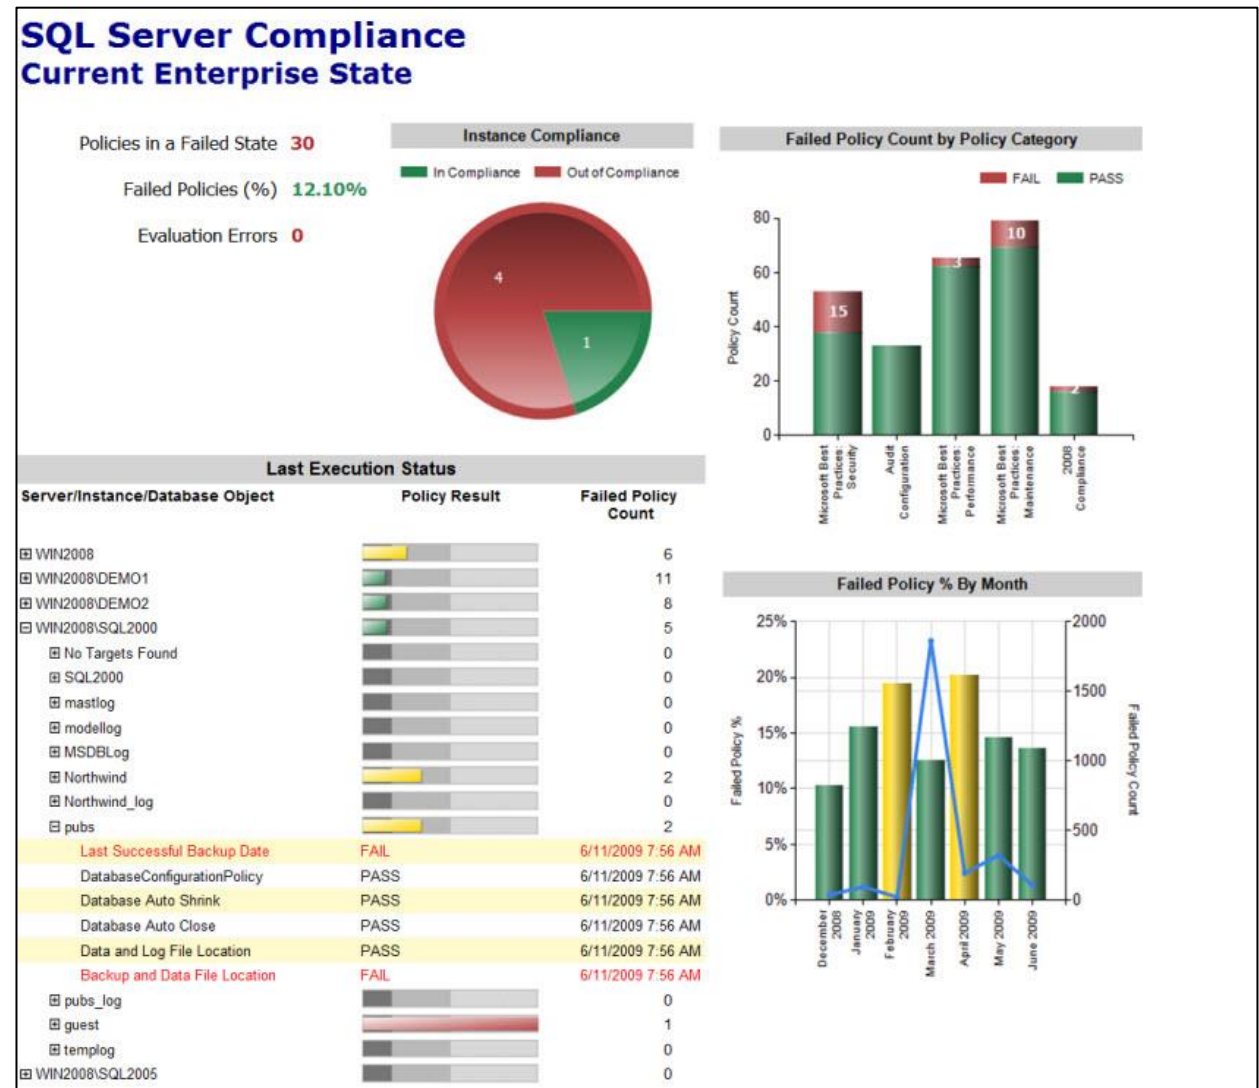 SQL Server Compliance
Current Enterprise State
Policies in a Failed State 30
Failed Policies (%) 12.10%
Evaluation Errors 0
Instance Compliance
In Compliance Out of Compliance
4
1
Failed Policy Count by Policy Category
FAIL PASS
Policy Count
80
60
40
20
0
15
3
10
2
Microsoft Best Practices: Security
Audit Configuration
Microsoft Best Practices: Performance
Microsoft Best Practices: Maintenance
2008 Compliance
Last Execution Status
Server/Instance/Database Object Policy Result Failed Policy Count
WIN2008 6
WIN2008\DEMO1 11
WIN2008\DEMO2 8
WIN2008\SQL2000 5
No Targets Found 0
SQL2000 0
mastlog 0
modellog 0
MSDBLog 0
Northwind 2
Northwind_log 0
pubs 2
Last Successful Backup Date FAIL 6/11/2009 7:56 AM
DatabaseConfigurationPolicy PASS 6/11/2009 7:56 AM
Database Auto Shrink PASS 6/11/2009 7:56 AM
Database Auto Close PASS 6/11/2009 7:56 AM
Data and Log File Location PASS 6/11/2009 7:56 AM
Backup and Data File Location FAIL 6/11/2009 7:56 AM
pubs_log 0
guest 1
templog 0
WIN2008\SQL2005 0
Failed Policy % By Month
Failed Policy %
25%
20%
15%
10%
5%
0%
2000
1500
1000
500
0
Failed Policy Count
December 2008
January 2009
February 2009
March 2009
April 2009
May 2009
June 2009